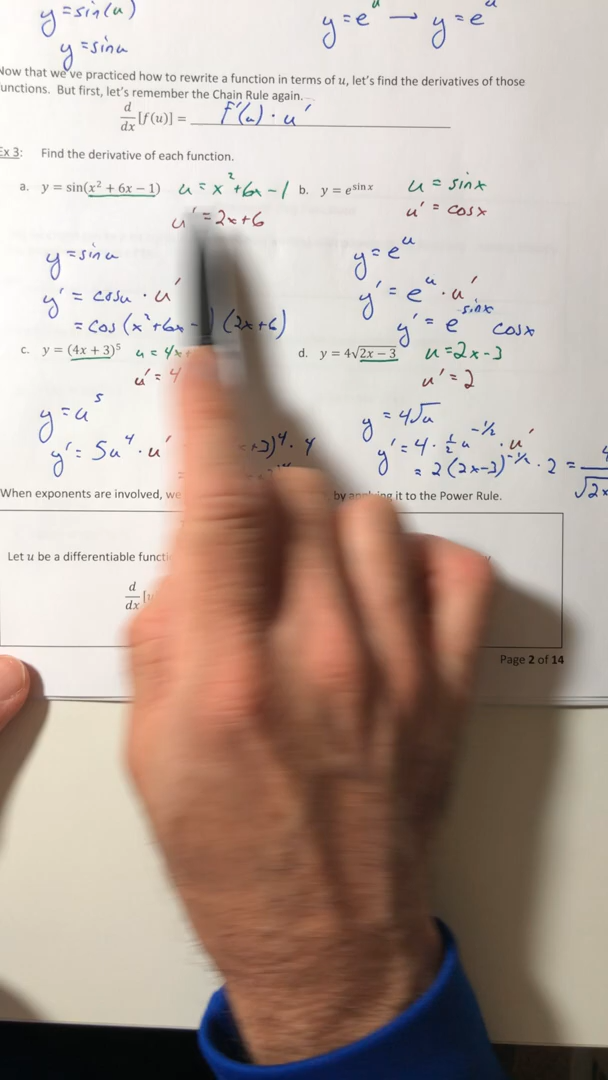 y = sin(u)
y = sin u
y = e^u → y = e^u
Now that we've practiced how to rewrite a function in terms of u, let's find the derivatives of those
functions. But first, let's remember the Chain Rule again.
d/dx [f(u)] = f'(u) · u'
Ex 3: Find the derivative of each function.
a. y = sin(x² + 6x − 1) u = x² + 6x − 1
u' = 2x + 6
y = sin u
y' = cos u · u'
= cos (x² + 6x − 1) (2x + 6)
b. y = e^sin x u = sin x
u' = cos x
y = e^u
y' = e^u · u'
y' = e^sin x cos x
c. y = (4x + 3)⁵ u = 4x
u' = 4
y = u⁵
y' = 5u⁴ · u' +3)⁴ · 4
d. y = 4√2x − 3 u = 2x − 3
u' = 2
y = 4√u
y' = 4 · ½ u^-½ · u'
= 2(2x−3)^-½ · 2 = 4/√2x
When exponents are involved, we by it to the Power Rule.
Let u be a differentiable
d/dx
Page 2 of 14